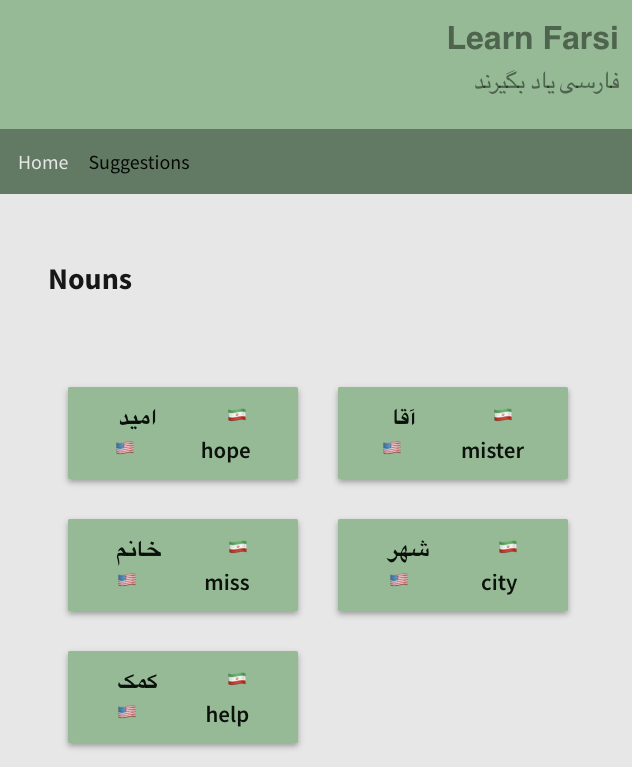 Learn Farsi
فارسی یاد بگیرند
Home Suggestions
Nouns
امید
hope
آقا
mister
خانم
miss
شهر
city
کمک
help